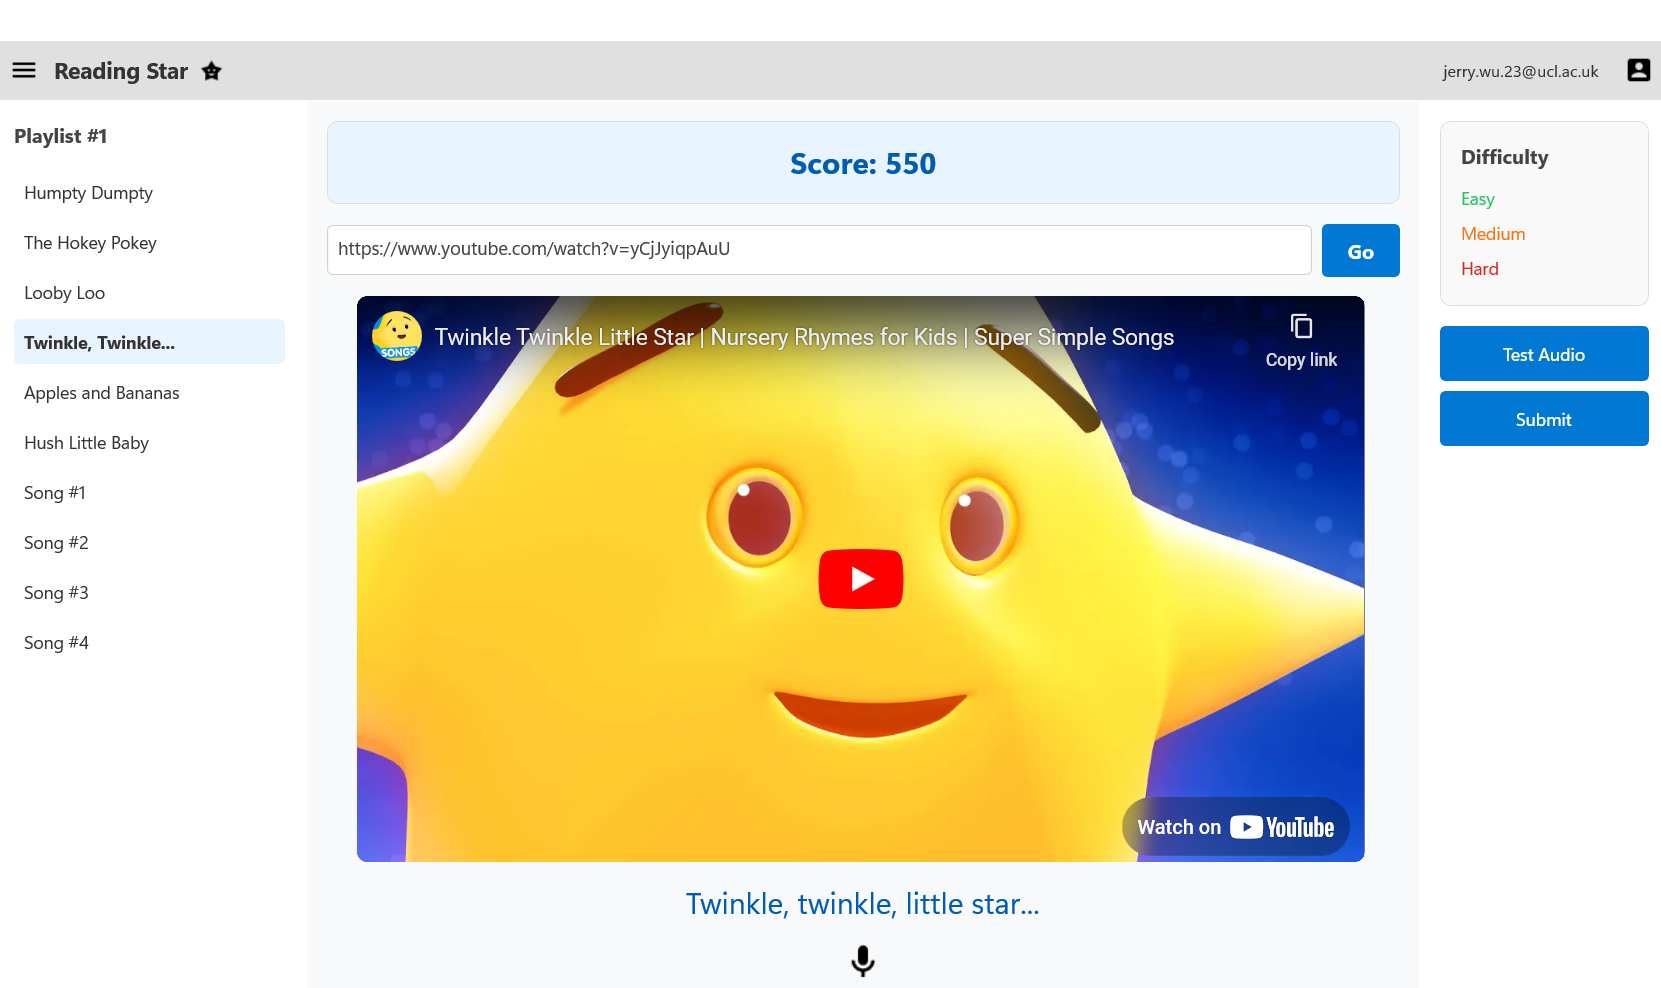 Reading Star
jerry.wu.23@ucl.ac.uk
Playlist #1
Humpty Dumpty
The Hokey Pokey
Looby Loo
Twinkle, Twinkle...
Apples and Bananas
Hush Little Baby
Song #1
Song #2
Song #3
Song #4
Score: 550
https://www.youtube.com/watch?v=yCjJyiqpAuU
Go
SONGS
Twinkle Twinkle Little Star | Nursery Rhymes for Kids | Super Simple Songs
Copy link
Watch on YouTube
Twinkle, twinkle, little star...
Difficulty
Easy
Medium
Hard
Test Audio
Submit